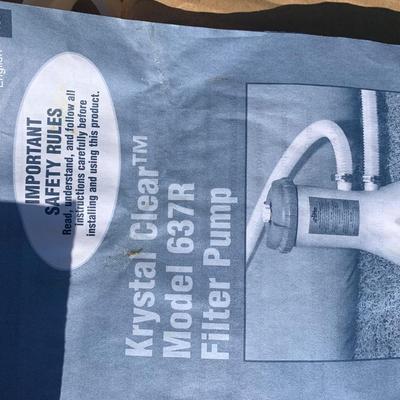 English
IMPORTANT
SAFETY RULES
Read, understand, and follow all
instructions carefully before
installing and using this product.
Krystal Clear™
Model 637R
Filter Pump